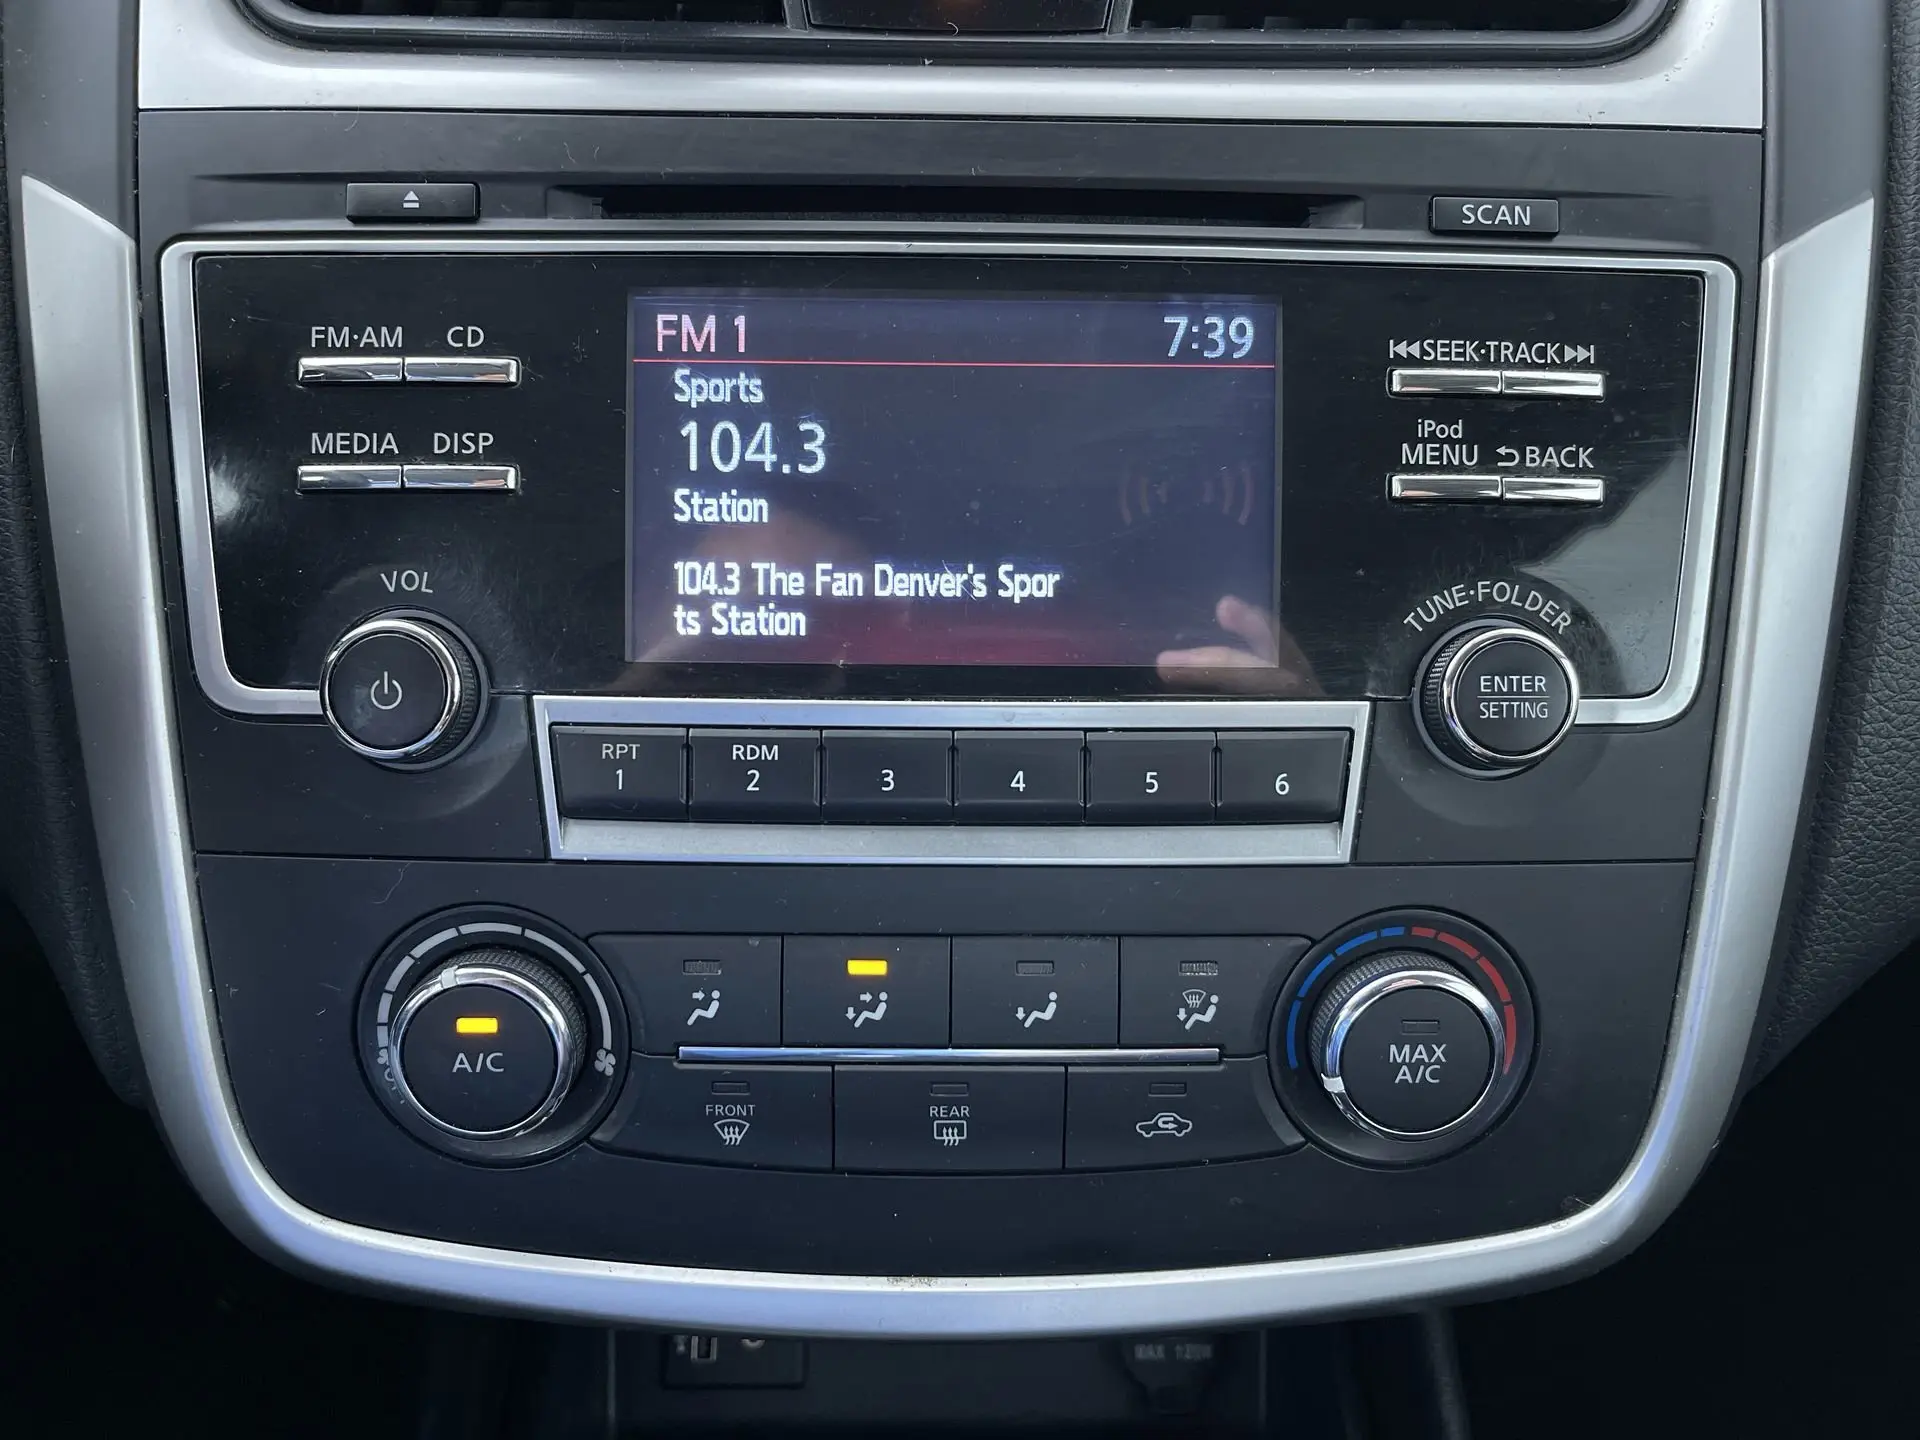 SCAN
FM·AM CD
FM 1 7:39
SEEK·TRACK
Sports
104.3
iPod
MEDIA DISP
MENU BACK
Station
104.3 The Fan Denver's Spor
ts Station
VOL
TUNE·FOLDER
ENTER
SETTING
RPT RDM
1 2 3 4 5 6
A/C
MAX
A/C
FRONT REAR